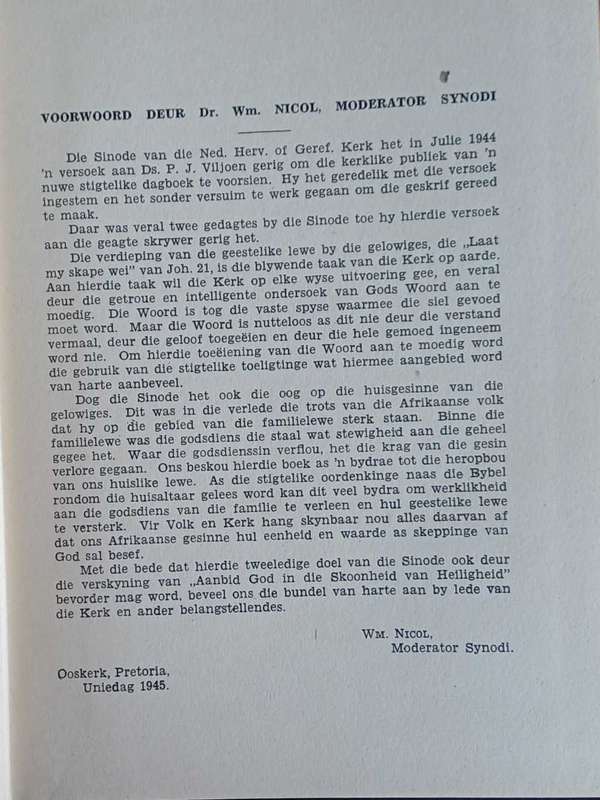 VOORWOORD DEUR Dr. Wm. NICOL, MODERATOR SYNODI
Die Sinode van die Ned. Herv. of Geref. Kerk het in Julie 1944
'n versoek aan Ds. P. J. Viljoen gerig om die kerklike publiek van 'n
nuwe stigtelike dagboek te voorsien. Hy het geredelik met die versoek
ingestem en het sonder versuim te werk gegaan om die geskrif gereed
te maak.
Daar was veral twee gedagtes by die Sinode toe hy hierdie versoek
aan die geagte skrywer gerig het.
Die verdieping van die geestelike lewe by die gelowiges, die „Laat
my skape wei” van Joh. 21, is die blywende taak van die Kerk op aarde.
Aan hierdie taak wil die Kerk op elke wyse uitvoering gee, en veral
deur die getroue en intelligente ondersoek van Gods Woord aan te
moedig. Die Woord is tog die vaste spyse waarmee die siel gevoed
moet word. Maar die Woord is nutteloos as dit nie deur die verstand
vermaal, deur die geloof toegeëien en deur die hele gemoed ingeneem
word nie. Om hierdie toeëiening van die Woord aan te moedig word
die gebruik van die stigtelike toeligtinge wat hiermee aangebied word
van harte aanbeveel.
Dog die Sinode het ook die oog op die huisgesinne van die
gelowiges. Dit was in die verlede die trots van die Afrikaanse volk
dat hy op die gebied van die familielewe sterk staan. Binne die
familielewe was die godsdiens die staal wat stewigheid aan die geheel
gegee het. Waar die godsdienssin verflou, het die krag van die gesin
verlore gegaan. Ons beskou hierdie boek as 'n bydrae tot die heropbou
van ons huislike lewe. As die stigtelike oordenkinge naas die Bybel
rondom die huisaltaar gelees word kan dit veel bydra om werklikheid
aan die godsdiens van die familie te verleen en hul geestelike lewe
te versterk. Vir Volk en Kerk hang skynbaar nou alles daarvan af
dat ons Afrikaanse gesinne hul eenheid en waarde as skeppinge van
God sal besef.
Met die bede dat hierdie tweeledige doel van die Sinode ook deur
die verskyning van „Aanbid God in die Skoonheid van Heiligheid”
bevorder mag word, beveel ons die bundel van harte aan by lede van
die Kerk en ander belangstellendes.
Wm. Nicol,
Moderator Synodi.
Ooskerk, Pretoria,
Uniedag 1945.